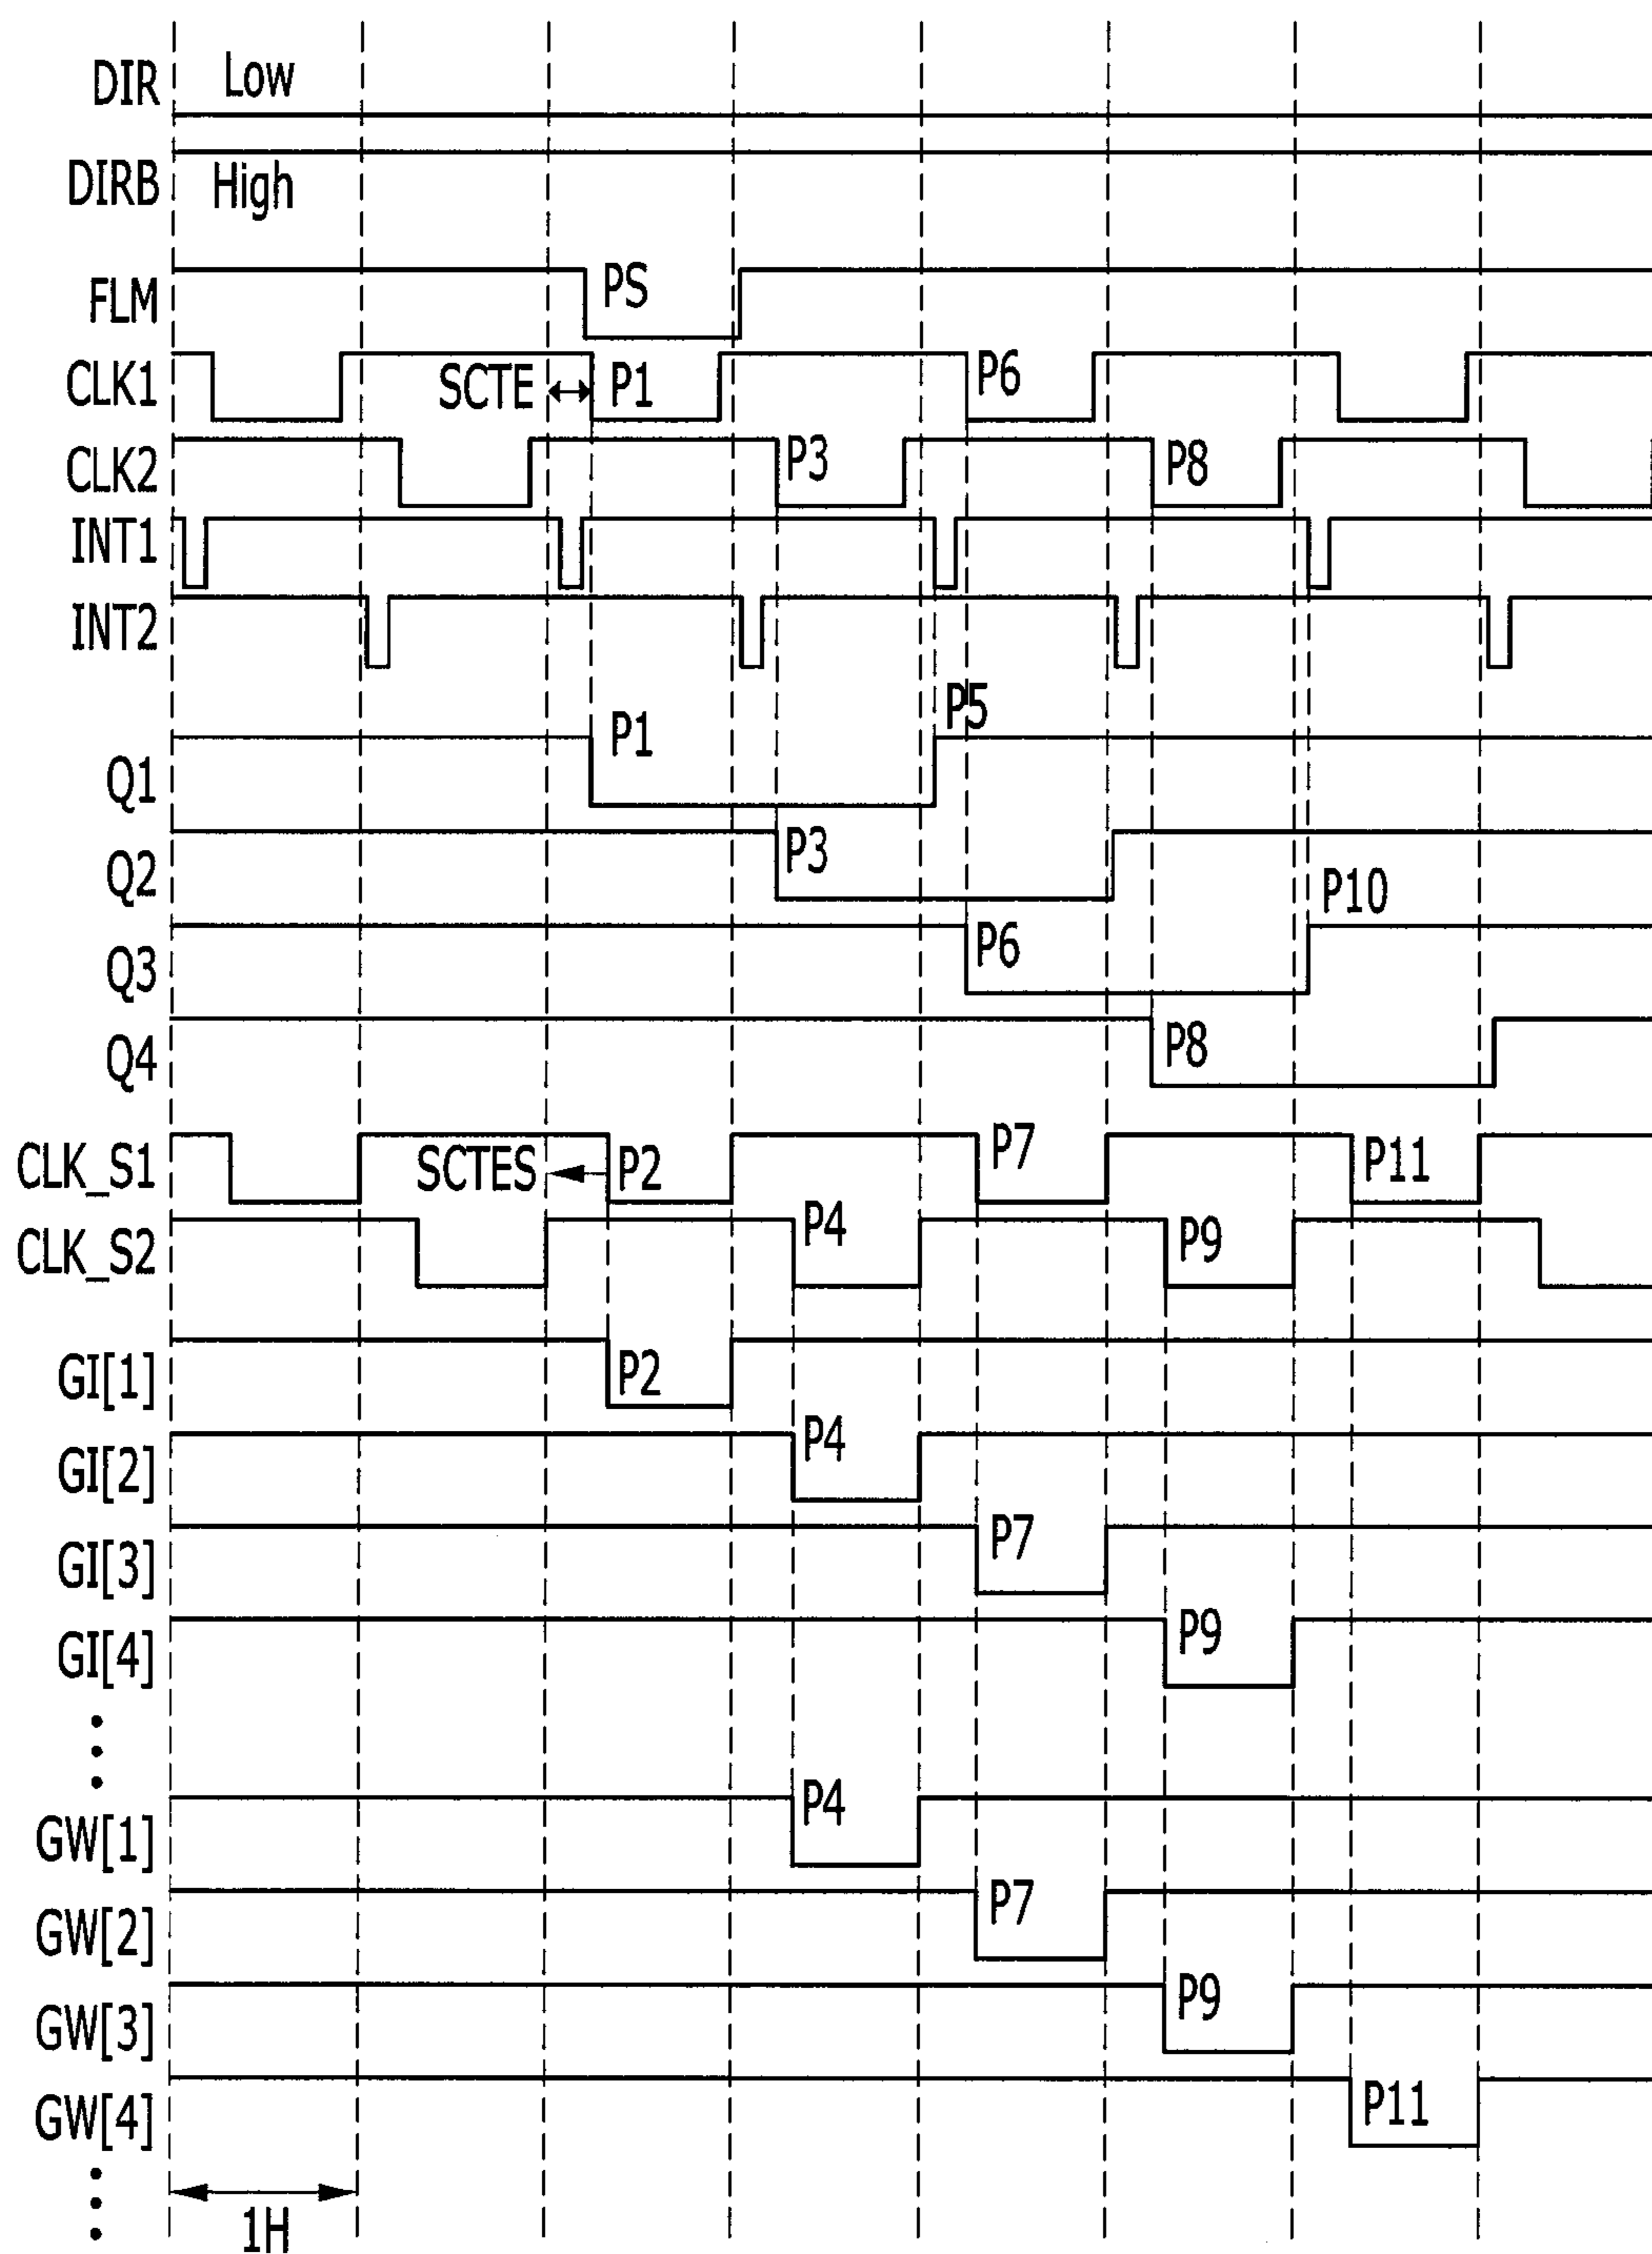 DIR Low
DIRB High
FLM PS
CLK1 SCTE P1 P6
CLK2 P3 P8
INT1
INT2
Q1 P1 P5
Q2 P3
Q3 P6 P10
Q4 P8
CLK_S1 SCTES P2 P7 P11
CLK_S2 P4 P9
GI[1] P2
GI[2] P4
GI[3] P7
GI[4] P9
GW[1] P4
GW[2] P7
GW[3] P9
GW[4] P11
1H